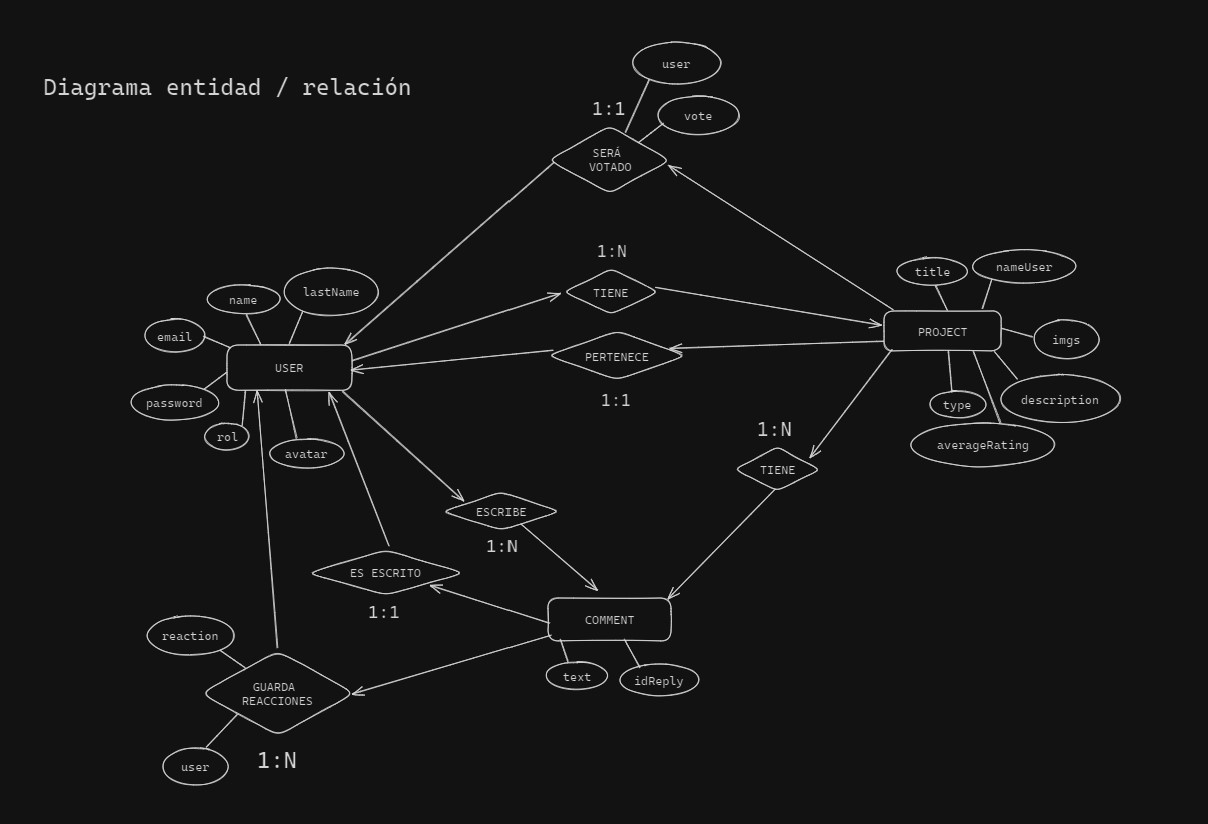 Diagrama entidad / relación
user
1:1
vote
SERÁ
VOTADO
1:N
TIENE
title
nameUser
name
lastName
email
PROJECT
imgs
USER
PERTENECE
1:1
password
rol
avatar
type
description
averageRating
1:N
TIENE
ESCRIBE
1:N
ES ESCRITO
1:1
COMMENT
reaction
text
idReply
GUARDA
REACCIONES
user
1:N